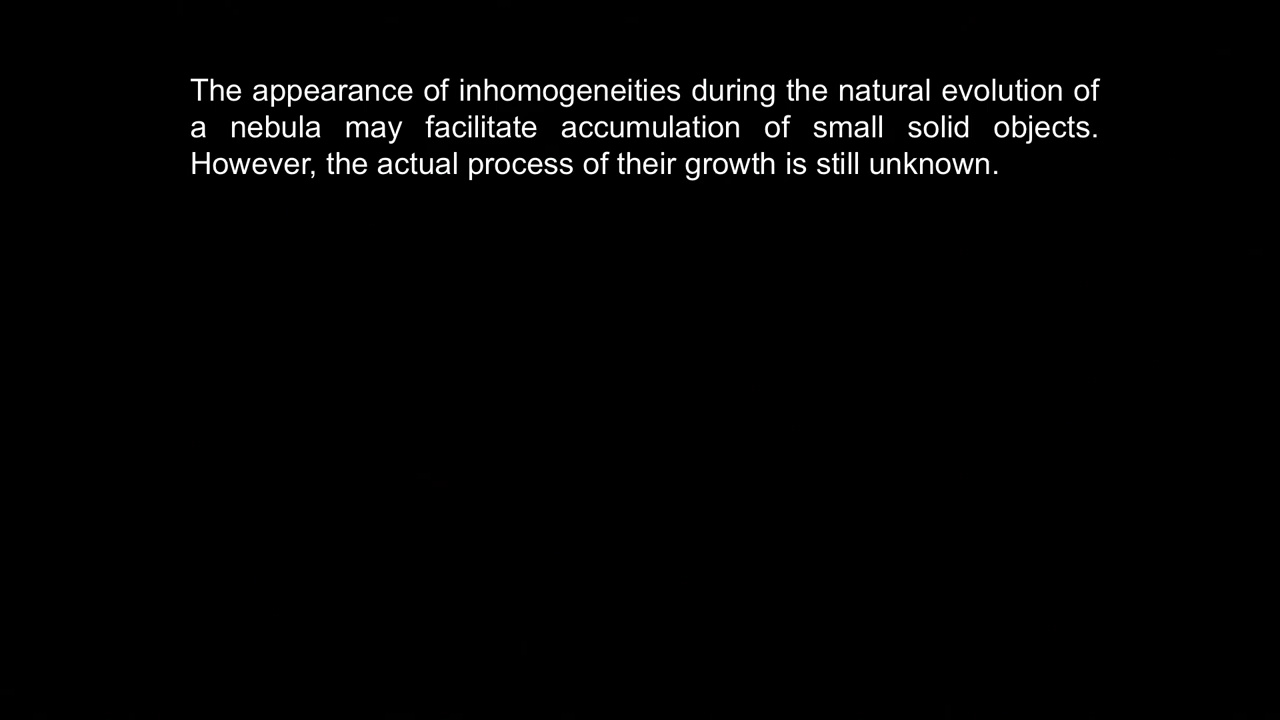 The appearance of inhomogeneities during the natural evolution of
a nebula may facilitate accumulation of small solid objects.
However, the actual process of their growth is still unknown.